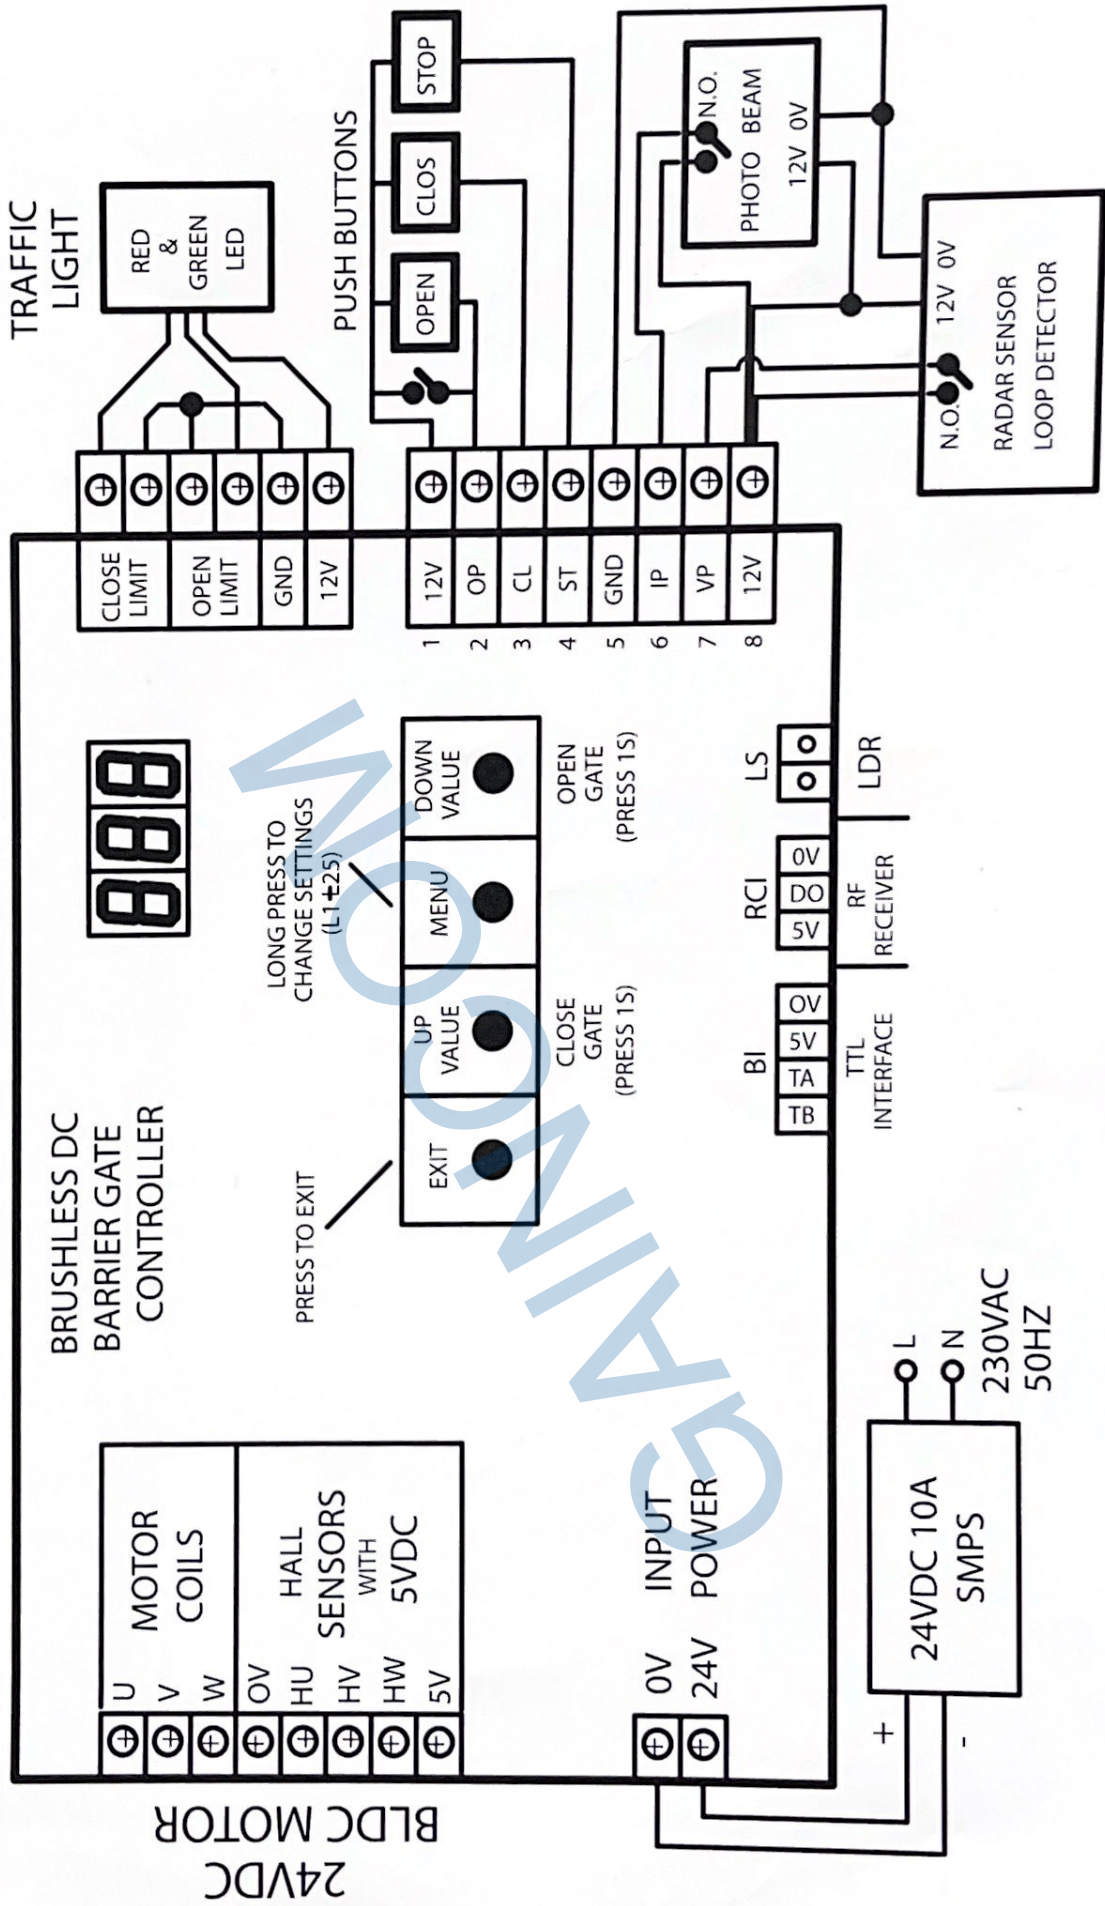 TRAFFIC
LIGHT
RED
&
GREEN
LED
PUSH BUTTONS
OPEN
CLOS
STOP
N.O.
PHOTO BEAM
12V 0V
N.O.
12V 0V
RADAR SENSOR
LOOP DETECTOR
CLOSE
LIMIT
OPEN
LIMIT
GND
12V
1 12V
2 OP
3 CL
4 ST
5 GND
6 IP
7 VP
8 12V
BRUSHLESS DC
BARRIER GATE
CONTROLLER
888
LONG PRESS TO
CHANGE SETTINGS
(L1±25)
PRESS TO EXIT
EXIT
UP
VALUE
MENU
DOWN
VALUE
CLOSE
GATE
(PRESS 1S)
OPEN
GATE
(PRESS 1S)
BI
TB TA 5V OV
TTL
INTERFACE
RCI
5V DO 0V
RF
RECEIVER
LS
LDR
MOTOR
COILS
U
V
W
HALL
SENSORS
WITH
5VDC
OV
HU
HV
HW
5V
24VDC
BLDC MOTOR
0V INPUT
24V POWER
+
-
24VDC 10A
SMPS
L
N
230VAC
50HZ
GAINCOM